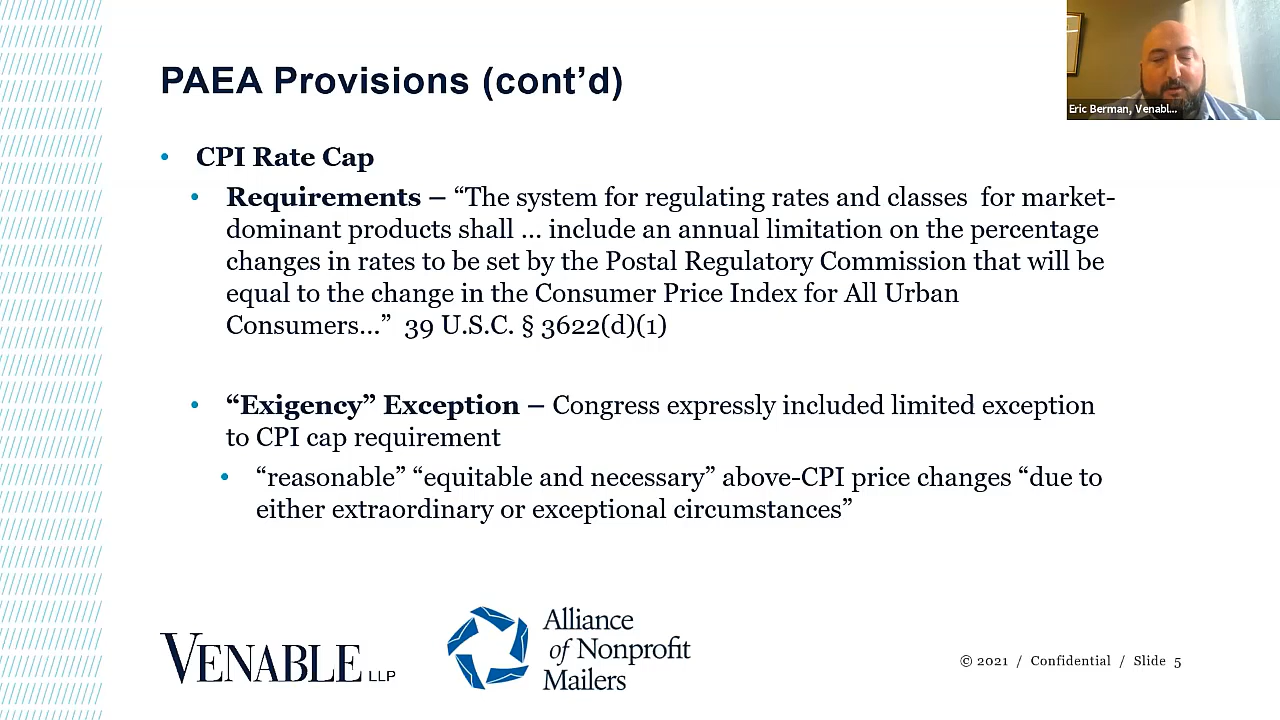 PAEA Provisions (cont’d)
Eric Berman, Venabl...
• CPI Rate Cap
• Requirements – “The system for regulating rates and classes for market-
dominant products shall … include an annual limitation on the percentage
changes in rates to be set by the Postal Regulatory Commission that will be
equal to the change in the Consumer Price Index for All Urban
Consumers…” 39 U.S.C. § 3622(d)(1)
• “Exigency” Exception – Congress expressly included limited exception
to CPI cap requirement
• “reasonable” “equitable and necessary” above-CPI price changes “due to
either extraordinary or exceptional circumstances”
VENABLE LLP
Alliance
of Nonprofit
Mailers
© 2021 / Confidential / Slide 5